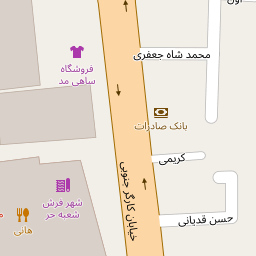 اون
محمد شاه جعفری
فروشگاه
ساهی مد
بانک صادرات
خیابان کارگر جنوبی
کریمی
شهر فرش
شعبه حر
حسن قدیانی
هانی